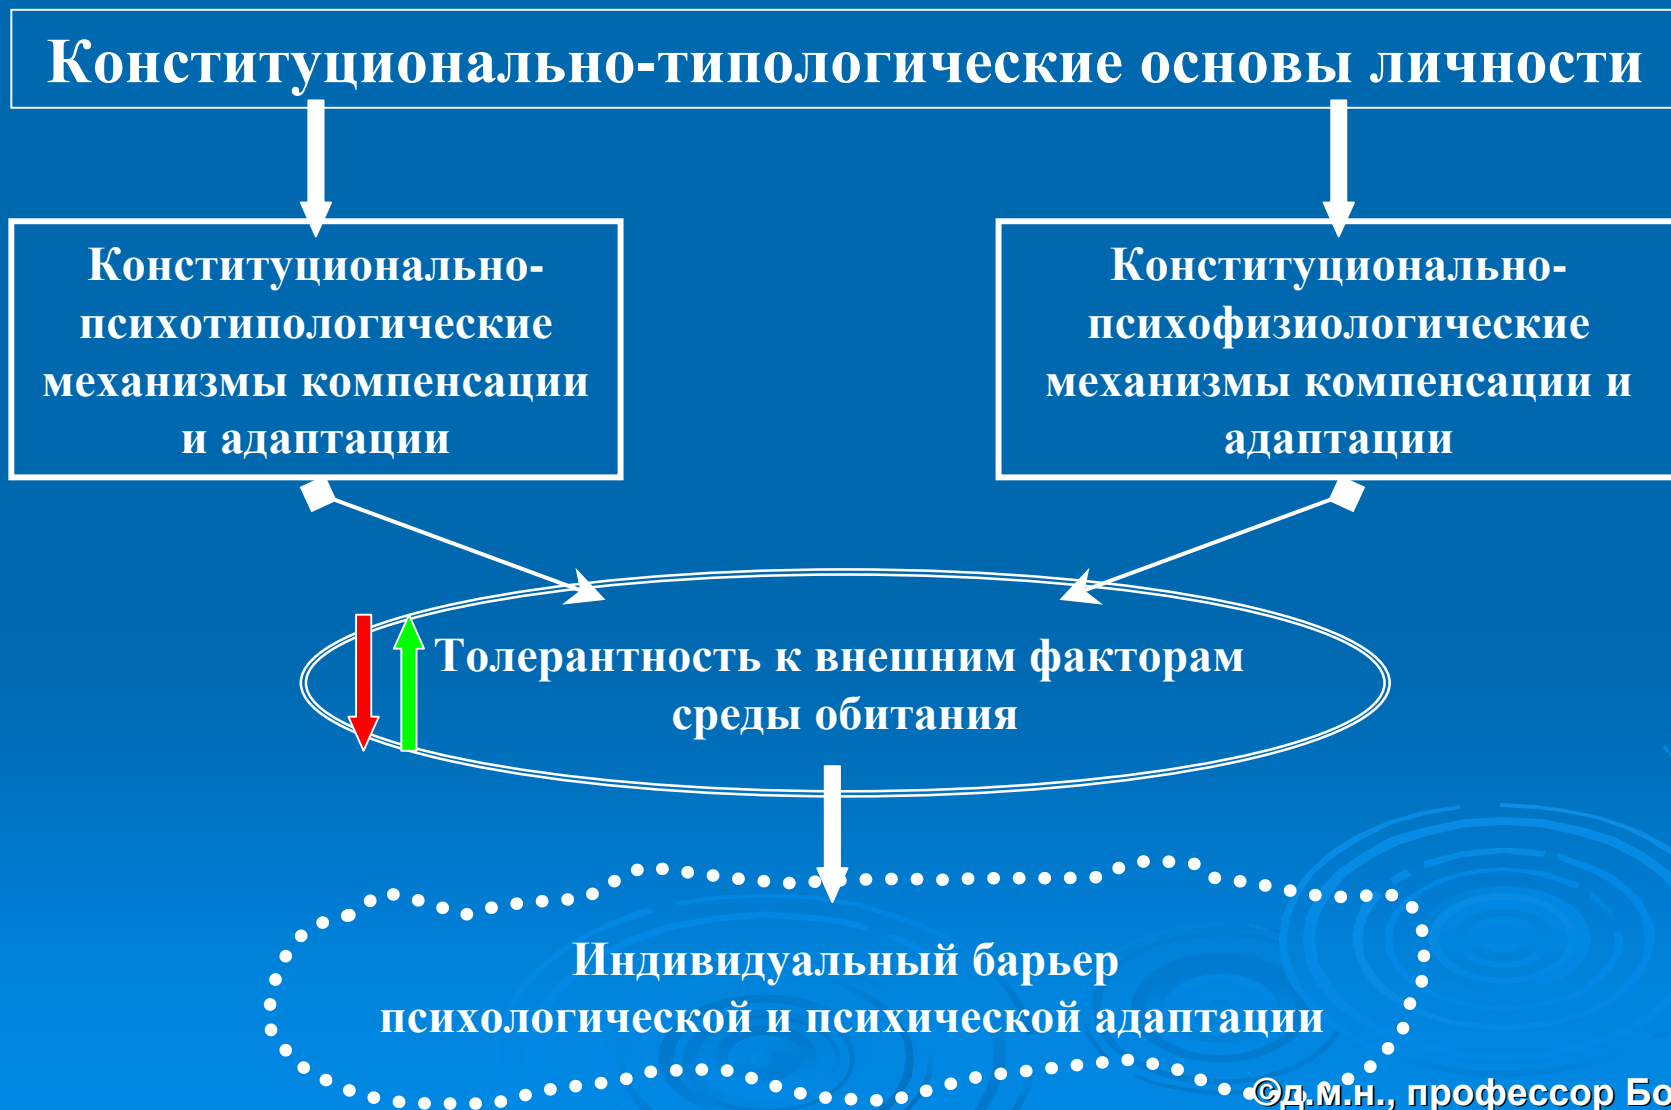 Конституционально-типологические основы личности
Конституционально-
психотипологические
механизмы компенсации
и адаптации
Конституционально-
психофизиологические
механизмы компенсации и
адаптации
Толерантность к внешним факторам
среды обитания
Индивидуальный барьер
психологической и психической адаптации
©д.м.н., профессор